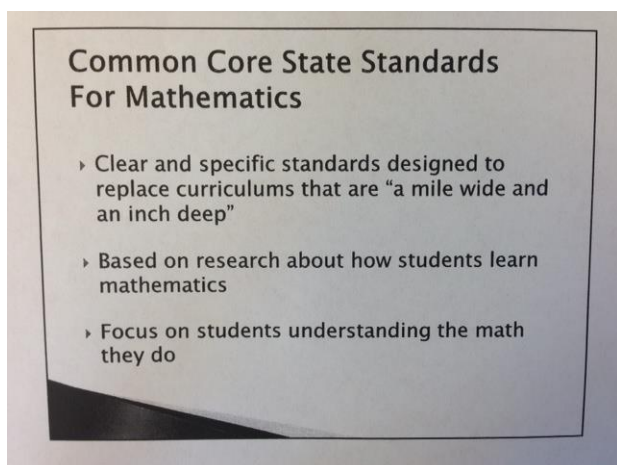 Common Core State Standards
For Mathematics
Clear and specific standards designed to
replace curriculums that are “a mile wide and
an inch deep”
Based on research about how students learn
mathematics
Focus on students understanding the math
they do